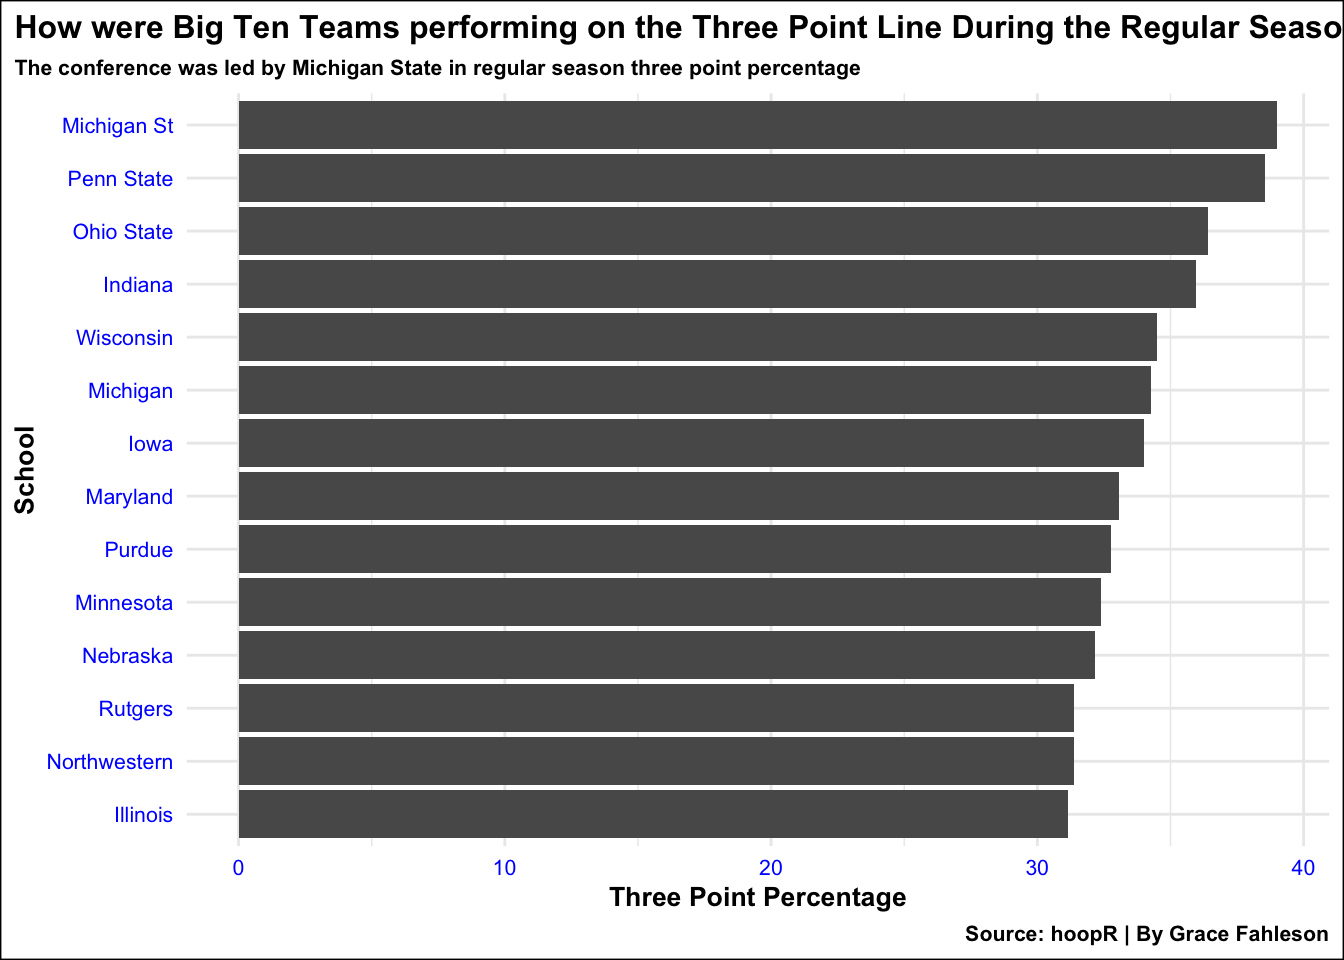 How were Big Ten Teams performing on the Three Point Line During the Regular Seaso
The conference was led by Michigan State in regular season three point percentage
Michigan St
Penn State
Ohio State
Indiana
Wisconsin
Michigan
Iowa
Maryland
Purdue
Minnesota
Nebraska
Rutgers
Northwestern
Illinois
School
0 10 20 30 40
Three Point Percentage
Source: hoopR | By Grace Fahleson